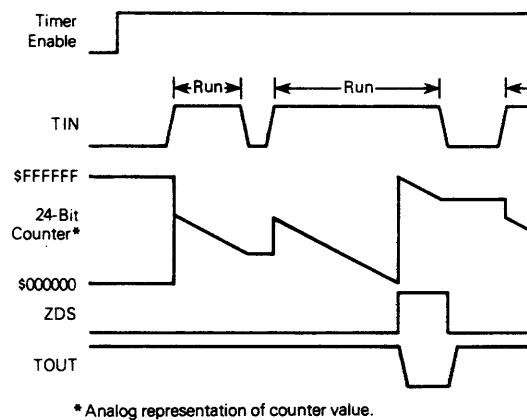 Timer
Enable
Run
Run
TIN
$FFFFFF
24-Bit
Counter*
$000000
ZDS
TOUT
* Analog representation of counter value.